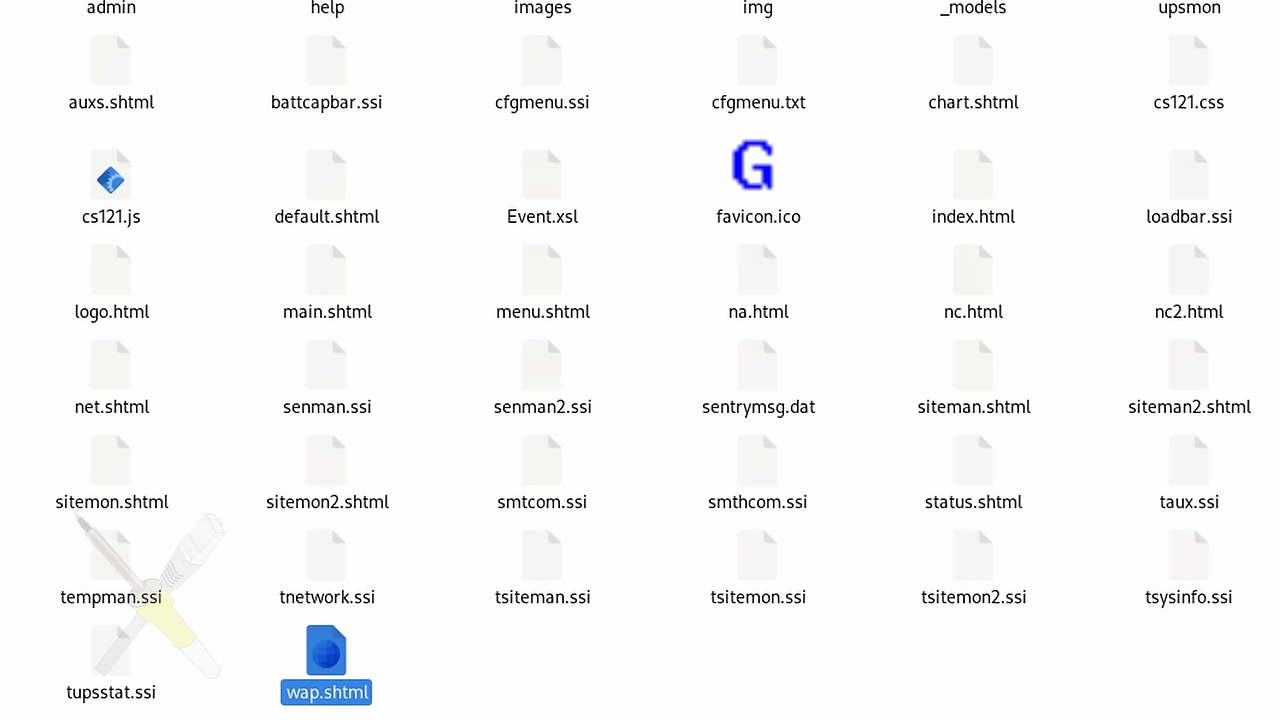 admin help images img _models upsmon
auxs.shtml battcapbar.ssi cfgmenu.ssi cfgmenu.txt chart.shtml cs121.css
G
cs121.js default.shtml Event.xsl favicon.ico index.html loadbar.ssi
logo.html main.shtml menu.shtml na.html nc.html nc2.html
net.shtml senman.ssi senman2.ssi sentrymsg.dat siteman.shtml siteman2.shtml
sitemon.shtml sitemon2.shtml smtcom.ssi smthcom.ssi status.shtml taux.ssi
tempman.ssi tnetwork.ssi tsiteman.ssi tsitemon.ssi tsitemon2.ssi tsysinfo.ssi
tupsstat.ssi wap.shtml